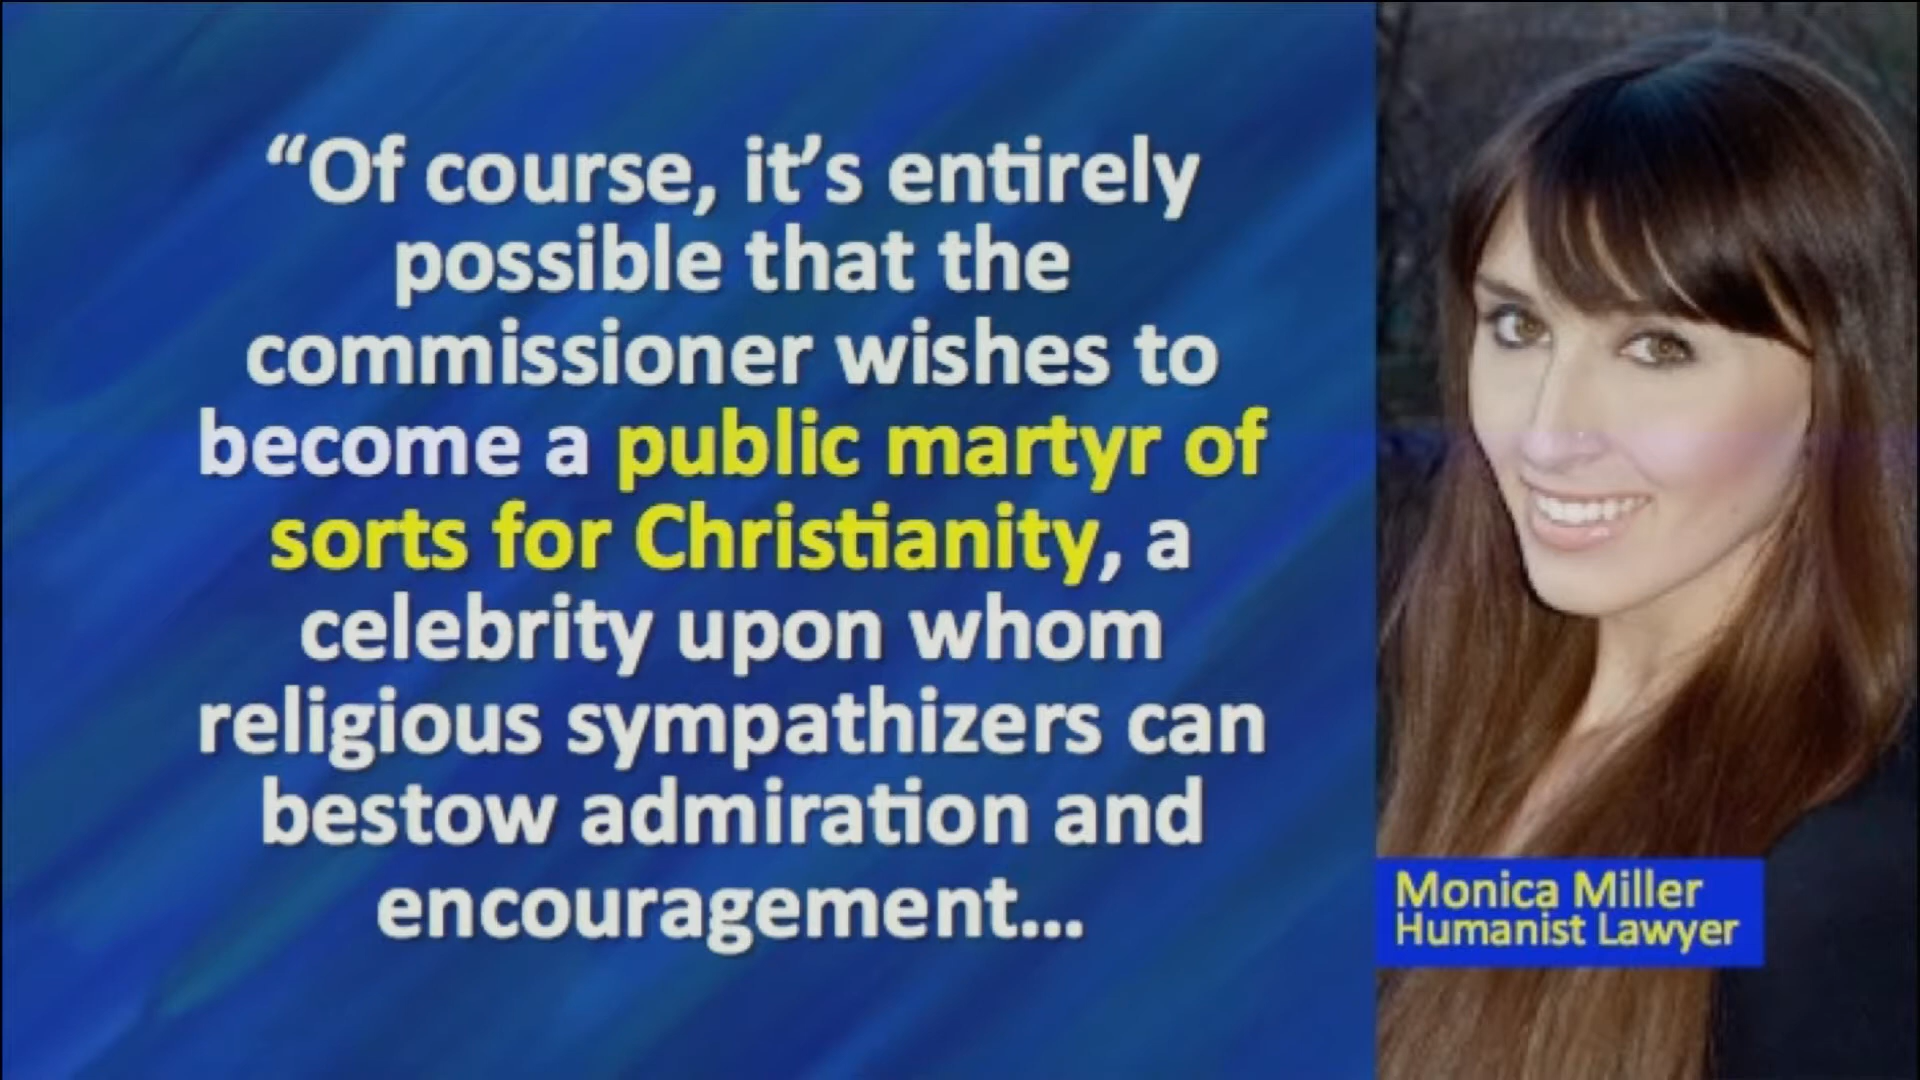 “Of course, it’s entirely
possible that the
commissioner wishes to
become a public martyr of
sorts for Christianity, a
celebrity upon whom
religious sympathizers can
bestow admiration and
encouragement...
Monica Miller
Humanist Lawyer